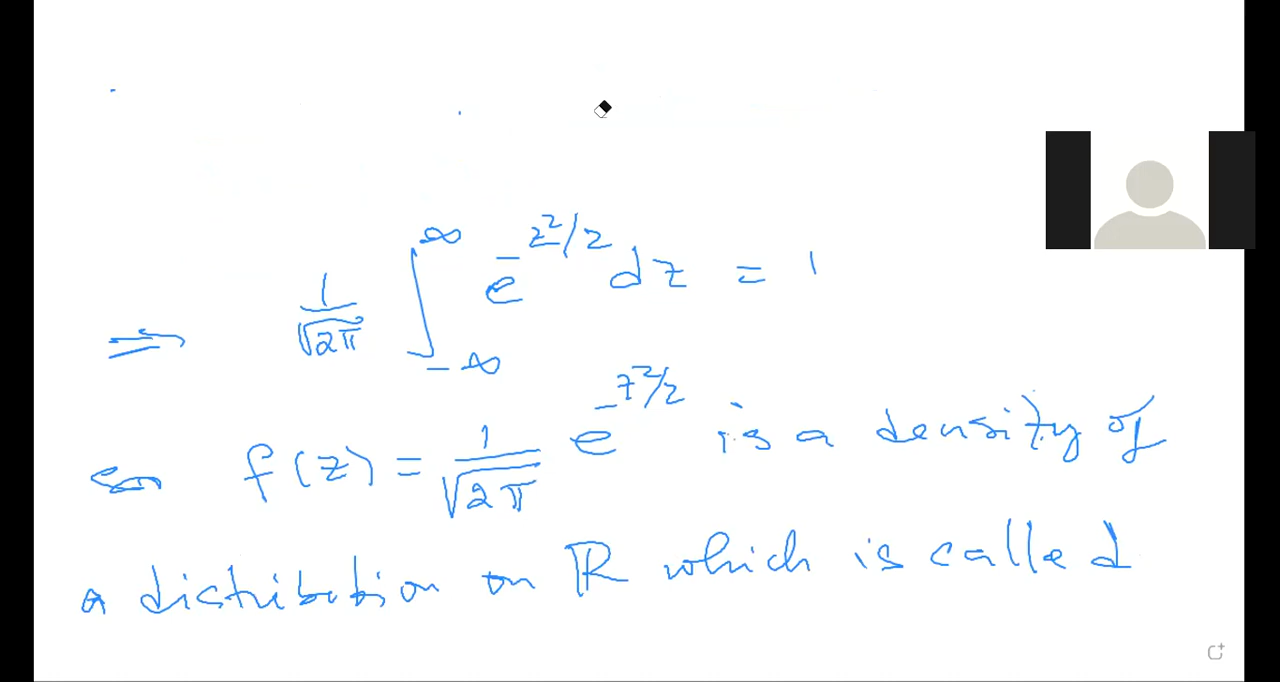 ⇒ 1/√2π ∫_{-∞}^{∞} e^{-z²/2} dz = 1
f(z) = 1/√2π e^{-z²/2} is a density of
a distribution on ℝ which is called